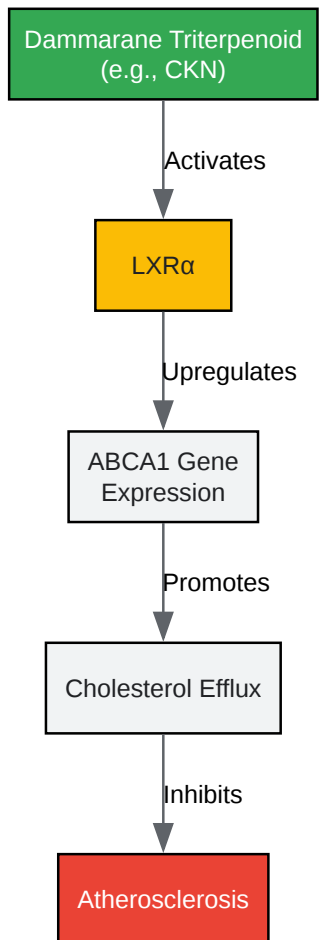 Dammarane Triterpenoid
(e.g., CKN)
Activates
LXRα
Upregulates
ABCA1 Gene
Expression
Promotes
Cholesterol Efflux
Inhibits
Atherosclerosis